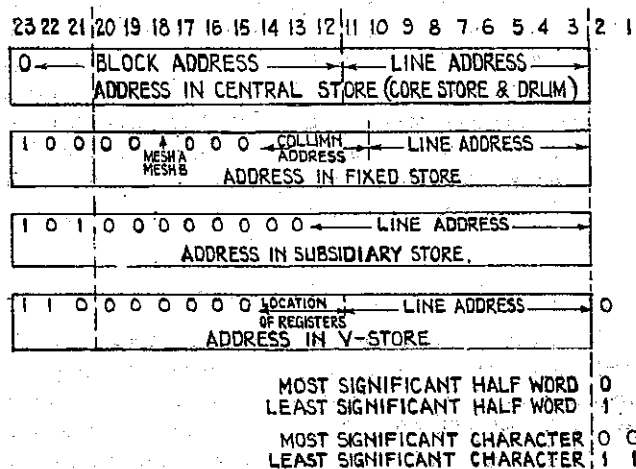 23 22 21 20 19 18 17 16 15 14 13 12 11 10 9 8 7 6 5 4 3 2 1
0 BLOCK ADDRESS LINE ADDRESS
ADDRESS IN CENTRAL STORE (CORE STORE & DRUM)
1 0 0 0 0 0 0 0 COLUMN LINE ADDRESS
MESH A ADDRESS
MESH B
ADDRESS IN FIXED STORE
1 0 1 0 0 0 0 0 0 0 0 LINE ADDRESS
ADDRESS IN SUBSIDIARY STORE.
1 1 0 0 0 0 0 0 0 LOCATION LINE ADDRESS 0
OF REGISTERS
ADDRESS IN V-STORE
MOST SIGNIFICANT HALF WORD 0
LEAST SIGNIFICANT HALF WORD 1
MOST SIGNIFICANT CHARACTER 0 0
LEAST SIGNIFICANT CHARACTER 1 1